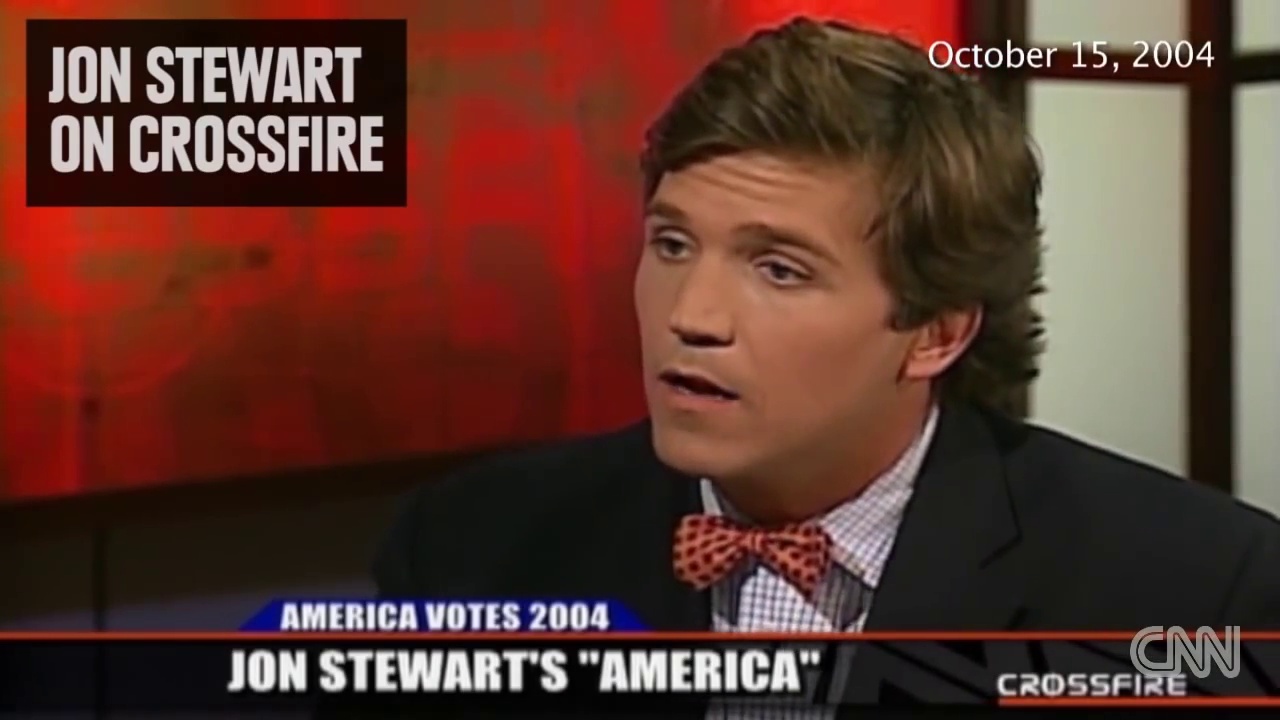 JON STEWART
ON CROSSFIRE
October 15, 2004
AMERICA VOTES 2004
JON STEWART'S "AMERICA"
CNN
CROSSFIRE